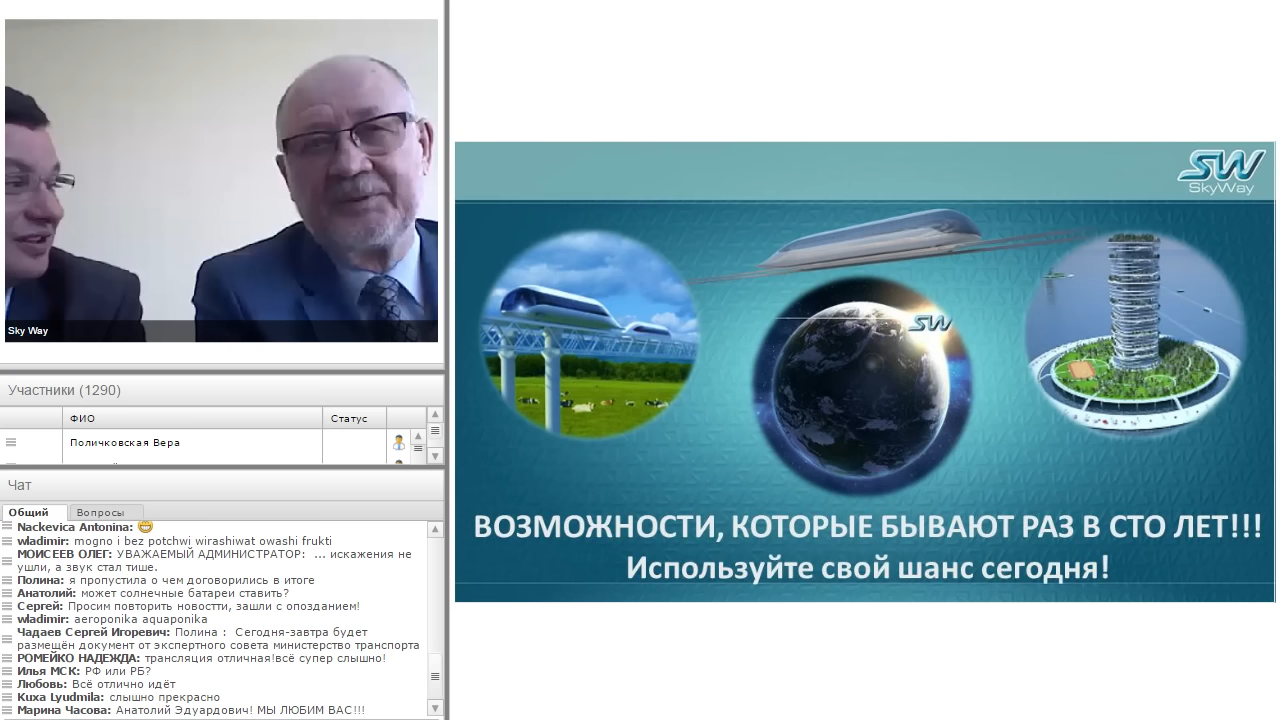 Sky Way
Участники (1290)
ФИО
Статус
Поличковская Вера
Чат
Общий
Вопросы
Nackevica Antonina:
wladimir: mogno i bez potchwi wirashiwat owashi frukti
МОИСЕЕВ ОЛЕГ: УВАЖАЕМЫЙ АДМИНИСТРАТОР: ... искажения не
ушли, а звук стал тише.
Полина: я пропустила о чем договорились в итоге
Анатолий: может солнечные батареи ставить?
Сергей: Просим повторить новостти, зашли с опозданием!
wladimir: aeroponika aquaponika
Чадаев Сергей Игоревич: Полина : Сегодня-завтра будет
размещён документ от экспертного совета министерство транспорта
РОМЕЙКО НАДЕЖДА: трансляция отличная!всё супер слышно!
Илья МСК: РФ или РБ?
Любовь: Всё отлично идёт
Kuxa Lyudmila: слышно прекрасно
Марина Часова: Анатолий Эдуардович! МЫ ЛЮБИМ ВАС!!!
SW
SkyWay
SW
ВОЗМОЖНОСТИ, КОТОРЫЕ БЫВАЮТ РАЗ В СТО ЛЕТ!!!
Используйте свой шанс сегодня!